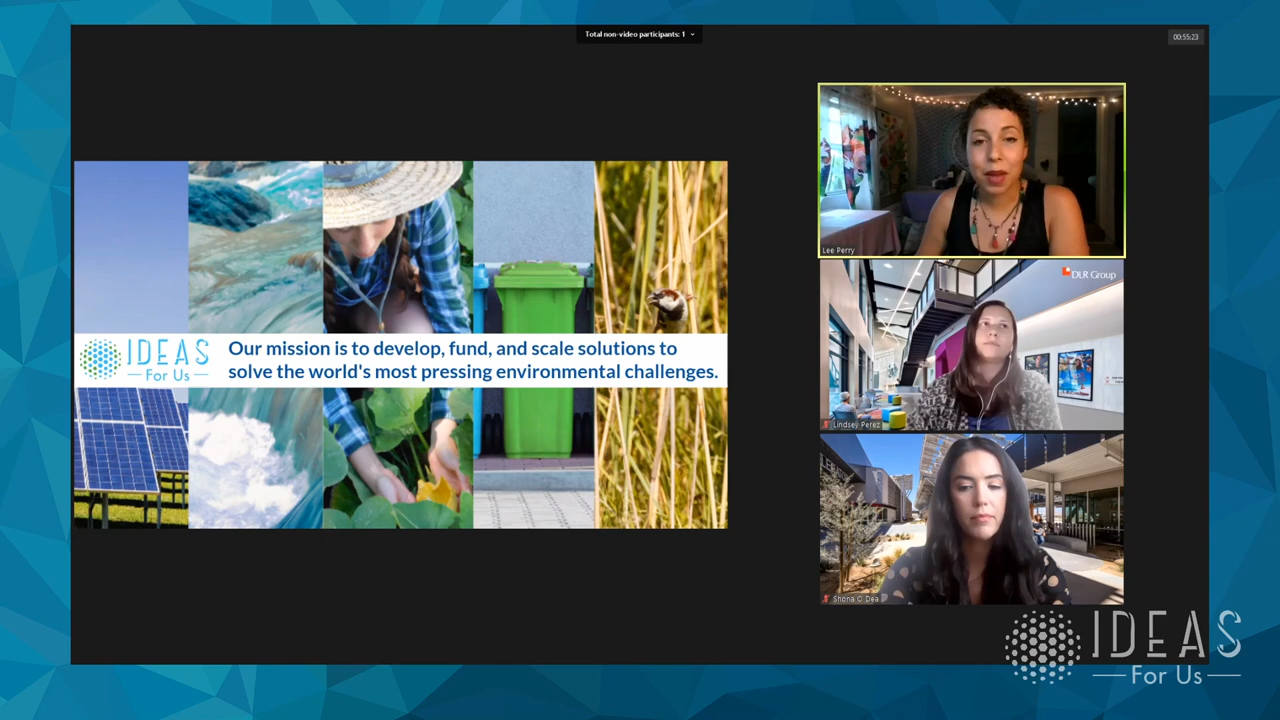 Total non-video participants: 1
00:55:23
IDEAS
For Us
Our mission is to develop, fund, and scale solutions to
solve the world's most pressing environmental challenges.
Lee Perry
DLR Group
Lindsey Perez
Shona O Dea
IDEAS
For Us